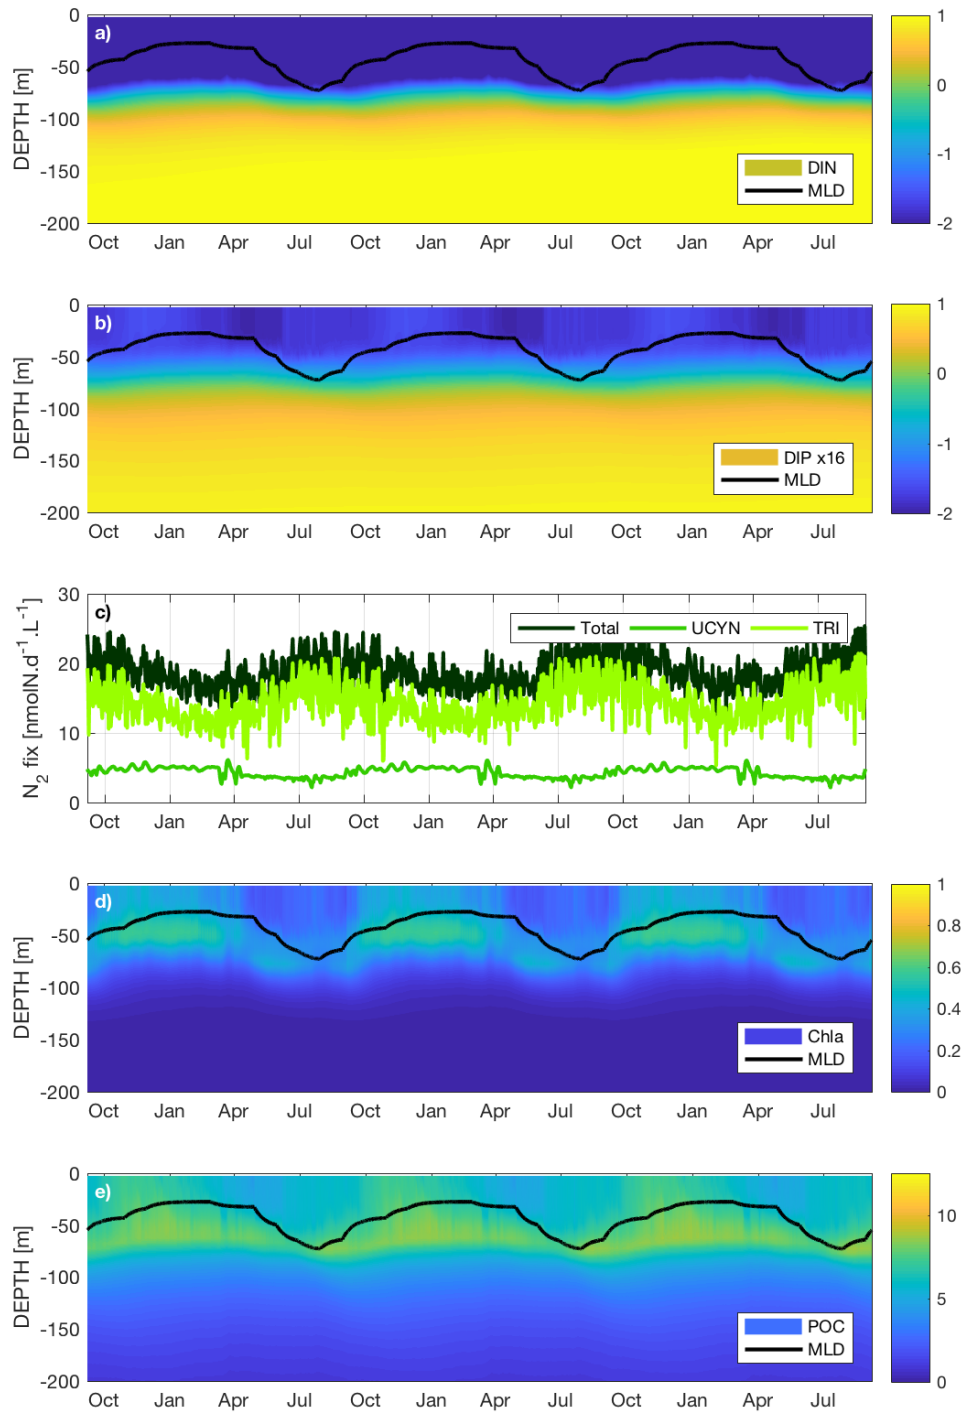 a)
0
-50
-100
-150
-200
DEPTH [m]
Oct Jan Apr Jul Oct Jan Apr Jul Oct Jan Apr Jul
DIN
MLD
1
0
-1
-2
b)
0
-50
-100
-150
-200
DEPTH [m]
Oct Jan Apr Jul Oct Jan Apr Jul Oct Jan Apr Jul
DIP x16
MLD
1
0
-1
-2
c)
30
20
10
0
N2 fix [nmolN.d-1.L-1]
Total UCYN TRI
Oct Jan Apr Jul Oct Jan Apr Jul Oct Jan Apr Jul
d)
0
-50
-100
-150
-200
DEPTH [m]
Oct Jan Apr Jul Oct Jan Apr Jul Oct Jan Apr Jul
Chla
MLD
1
0.8
0.6
0.4
0.2
0
e)
0
-50
-100
-150
-200
DEPTH [m]
Oct Jan Apr Jul Oct Jan Apr Jul Oct Jan Apr Jul
POC
MLD
10
5
0